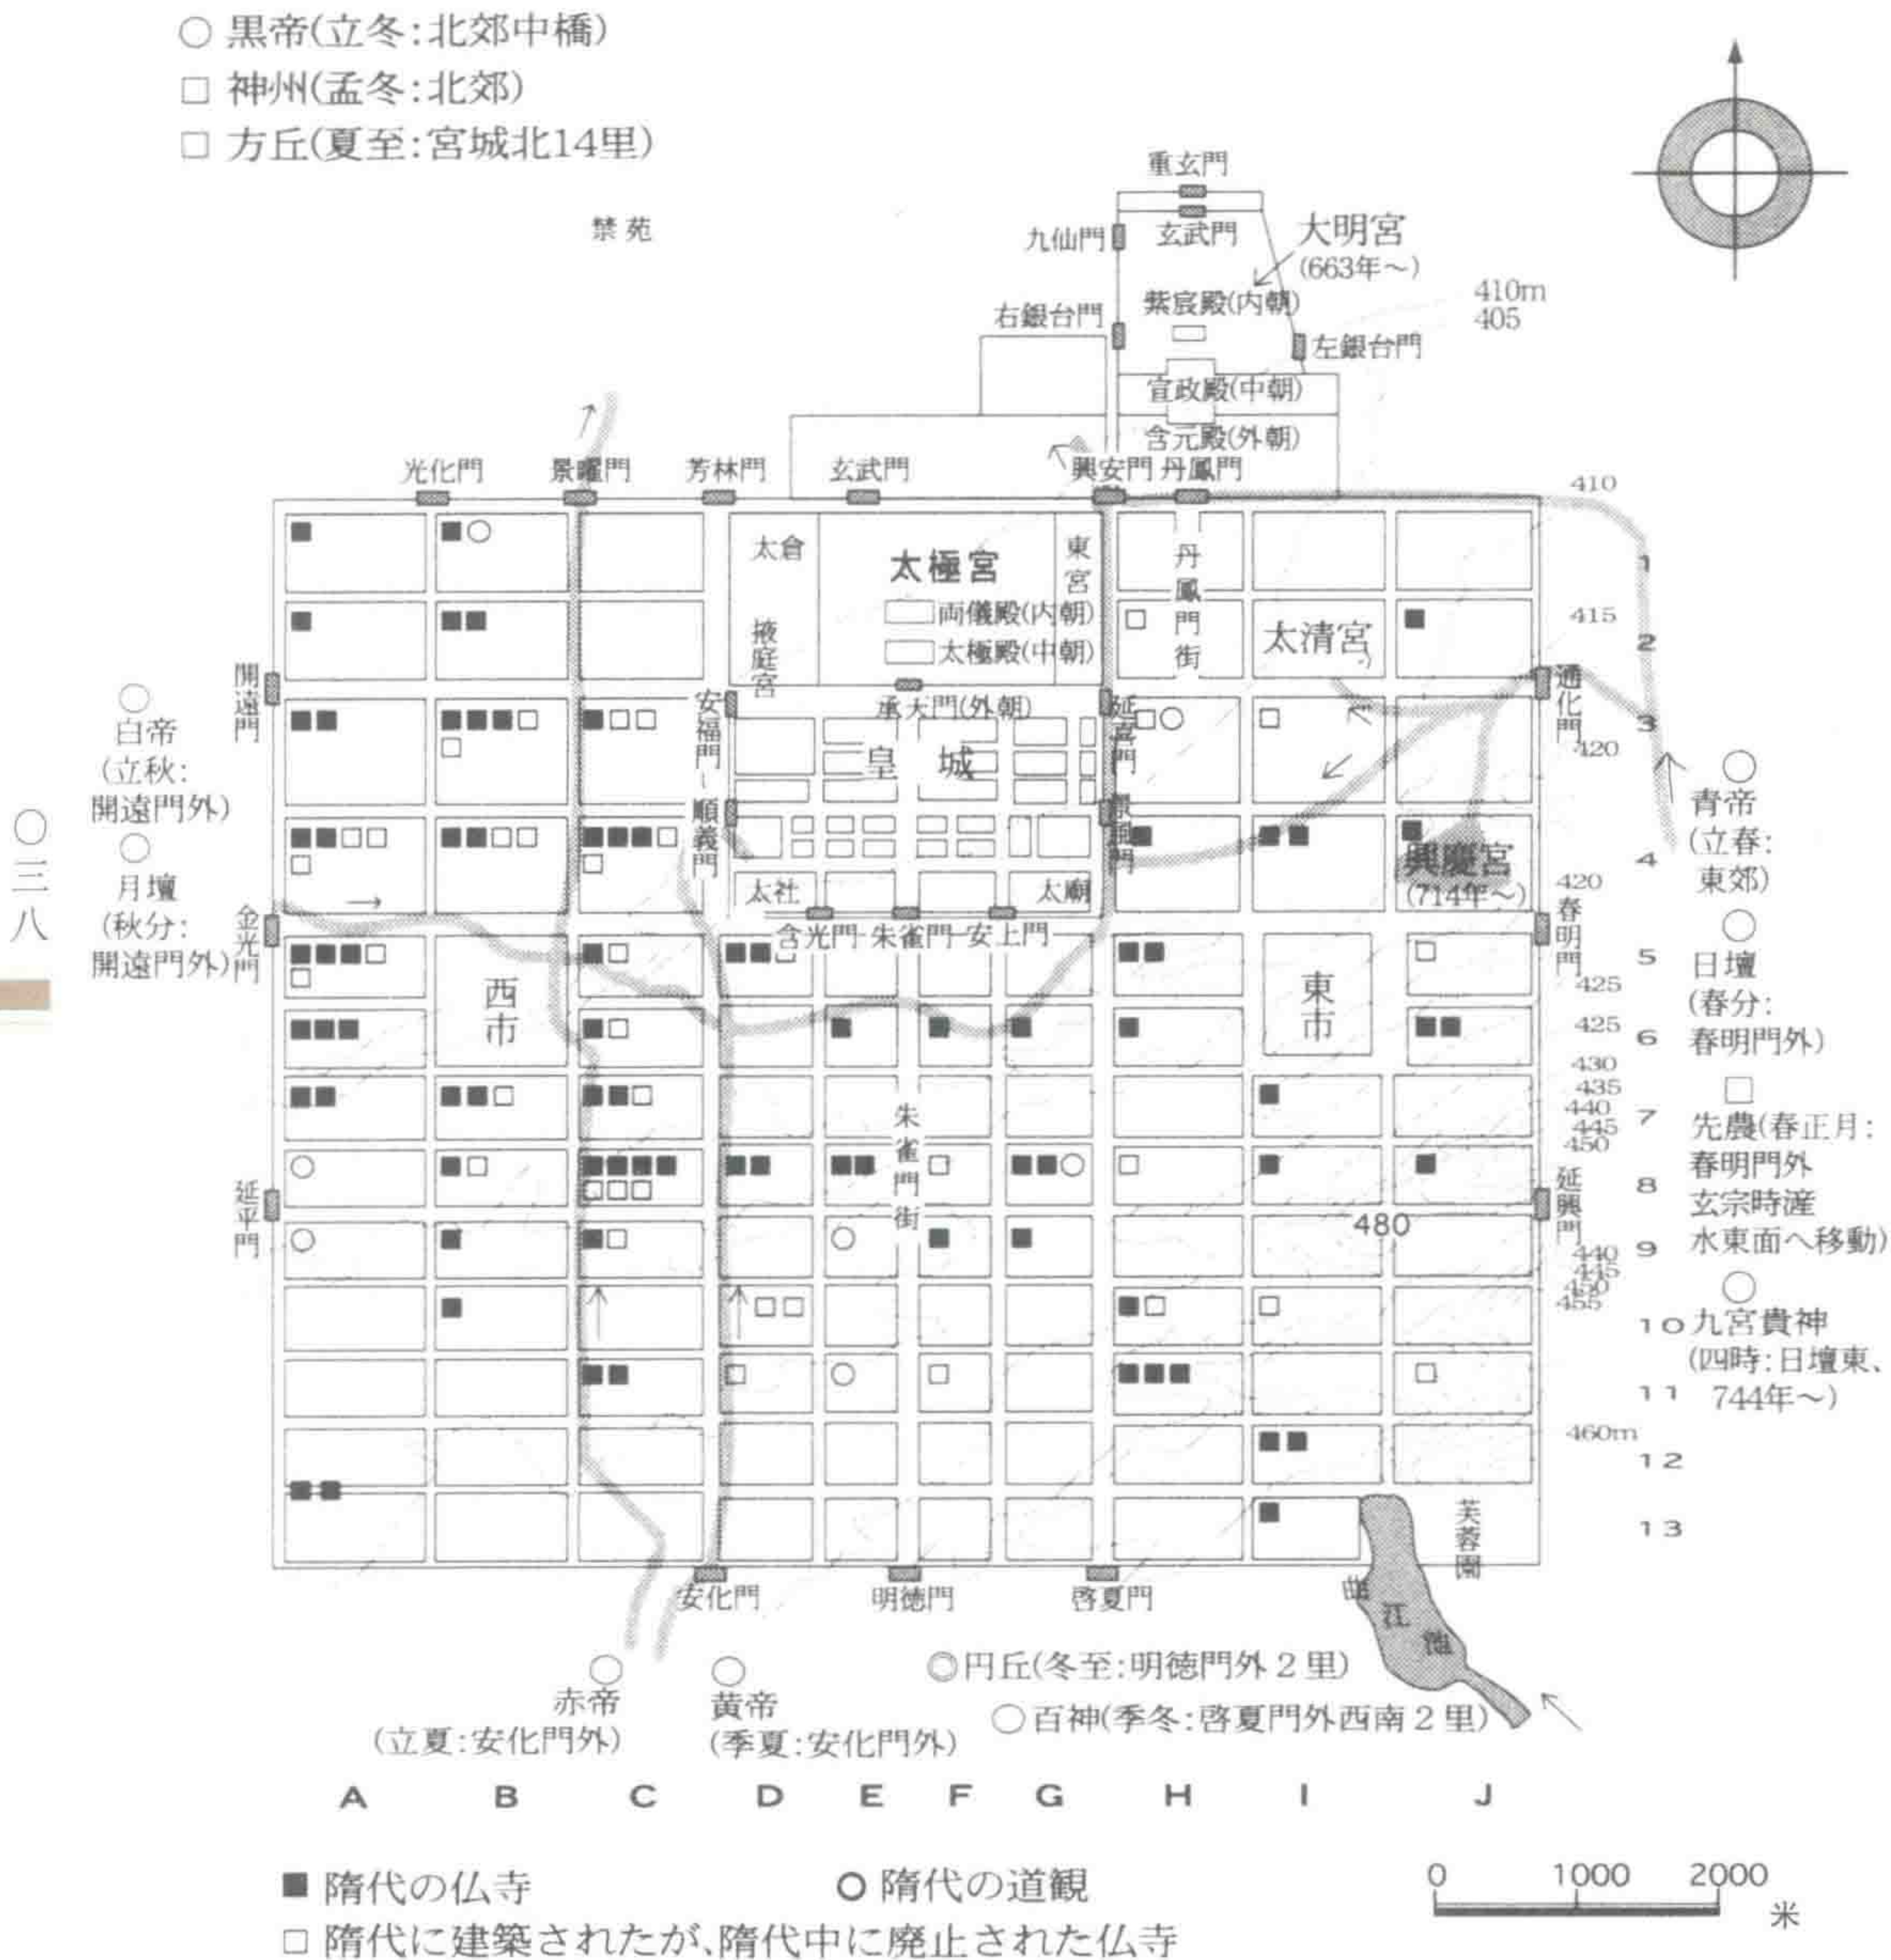 ○ 黒帝(立冬:北郊中橋)
□ 神州(孟冬:北郊)
□ 方丘(夏至:宮城北14里)
禁苑
重玄門
九仙門
玄武門
大明宮
(663年～)
紫宸殿(内朝)
右銀台門
左銀台門
410m
405
宣政殿(中朝)
含元殿(外朝)
光化門
景曜門
芳林門
玄武門
興安門
丹鳳門
410
太倉
太極宮
東宮
丹鳳門街
両儀殿(内朝)
太極殿(中朝)
掖庭宮
太清宮
415
1
2
開遠門
安福門
承天門(外朝)
延喜門
通化門
3
420
皇城
順義門
景風門
○
白帝
(立秋:
開遠門外)
○
月壇
(秋分:
開遠門外)
〇三八
○
青帝
(立春:
東郊)
4
興慶宮
(714年～)
420
太社
太廟
金光門
含光門
朱雀門
安上門
春明門
5
425
西市
東市
○
日壇
(春分:
春明門外)
425
6
430
435
440
445
450
7
朱雀門街
□
先農(春正月:
春明門外
玄宗時滻
水東面へ移動)
延平門
延興門
8
480
440
445
450
455
9
10
○
九宮貴神
(四時:日壇東、
744年～)
11
460m
12
13
芙蓉園
曲江池
安化門
明徳門
啓夏門
○
赤帝
(立夏:安化門外)
○
黄帝
(季夏:安化門外)
◎円丘(冬至:明徳門外2里)
○百神(季冬:啓夏門外西南2里)
A B C D E F G H I J
■ 隋代の仏寺
○ 隋代の道観
□ 隋代に建築されたが、隋代中に廃止された仏寺
0 1000 2000
米